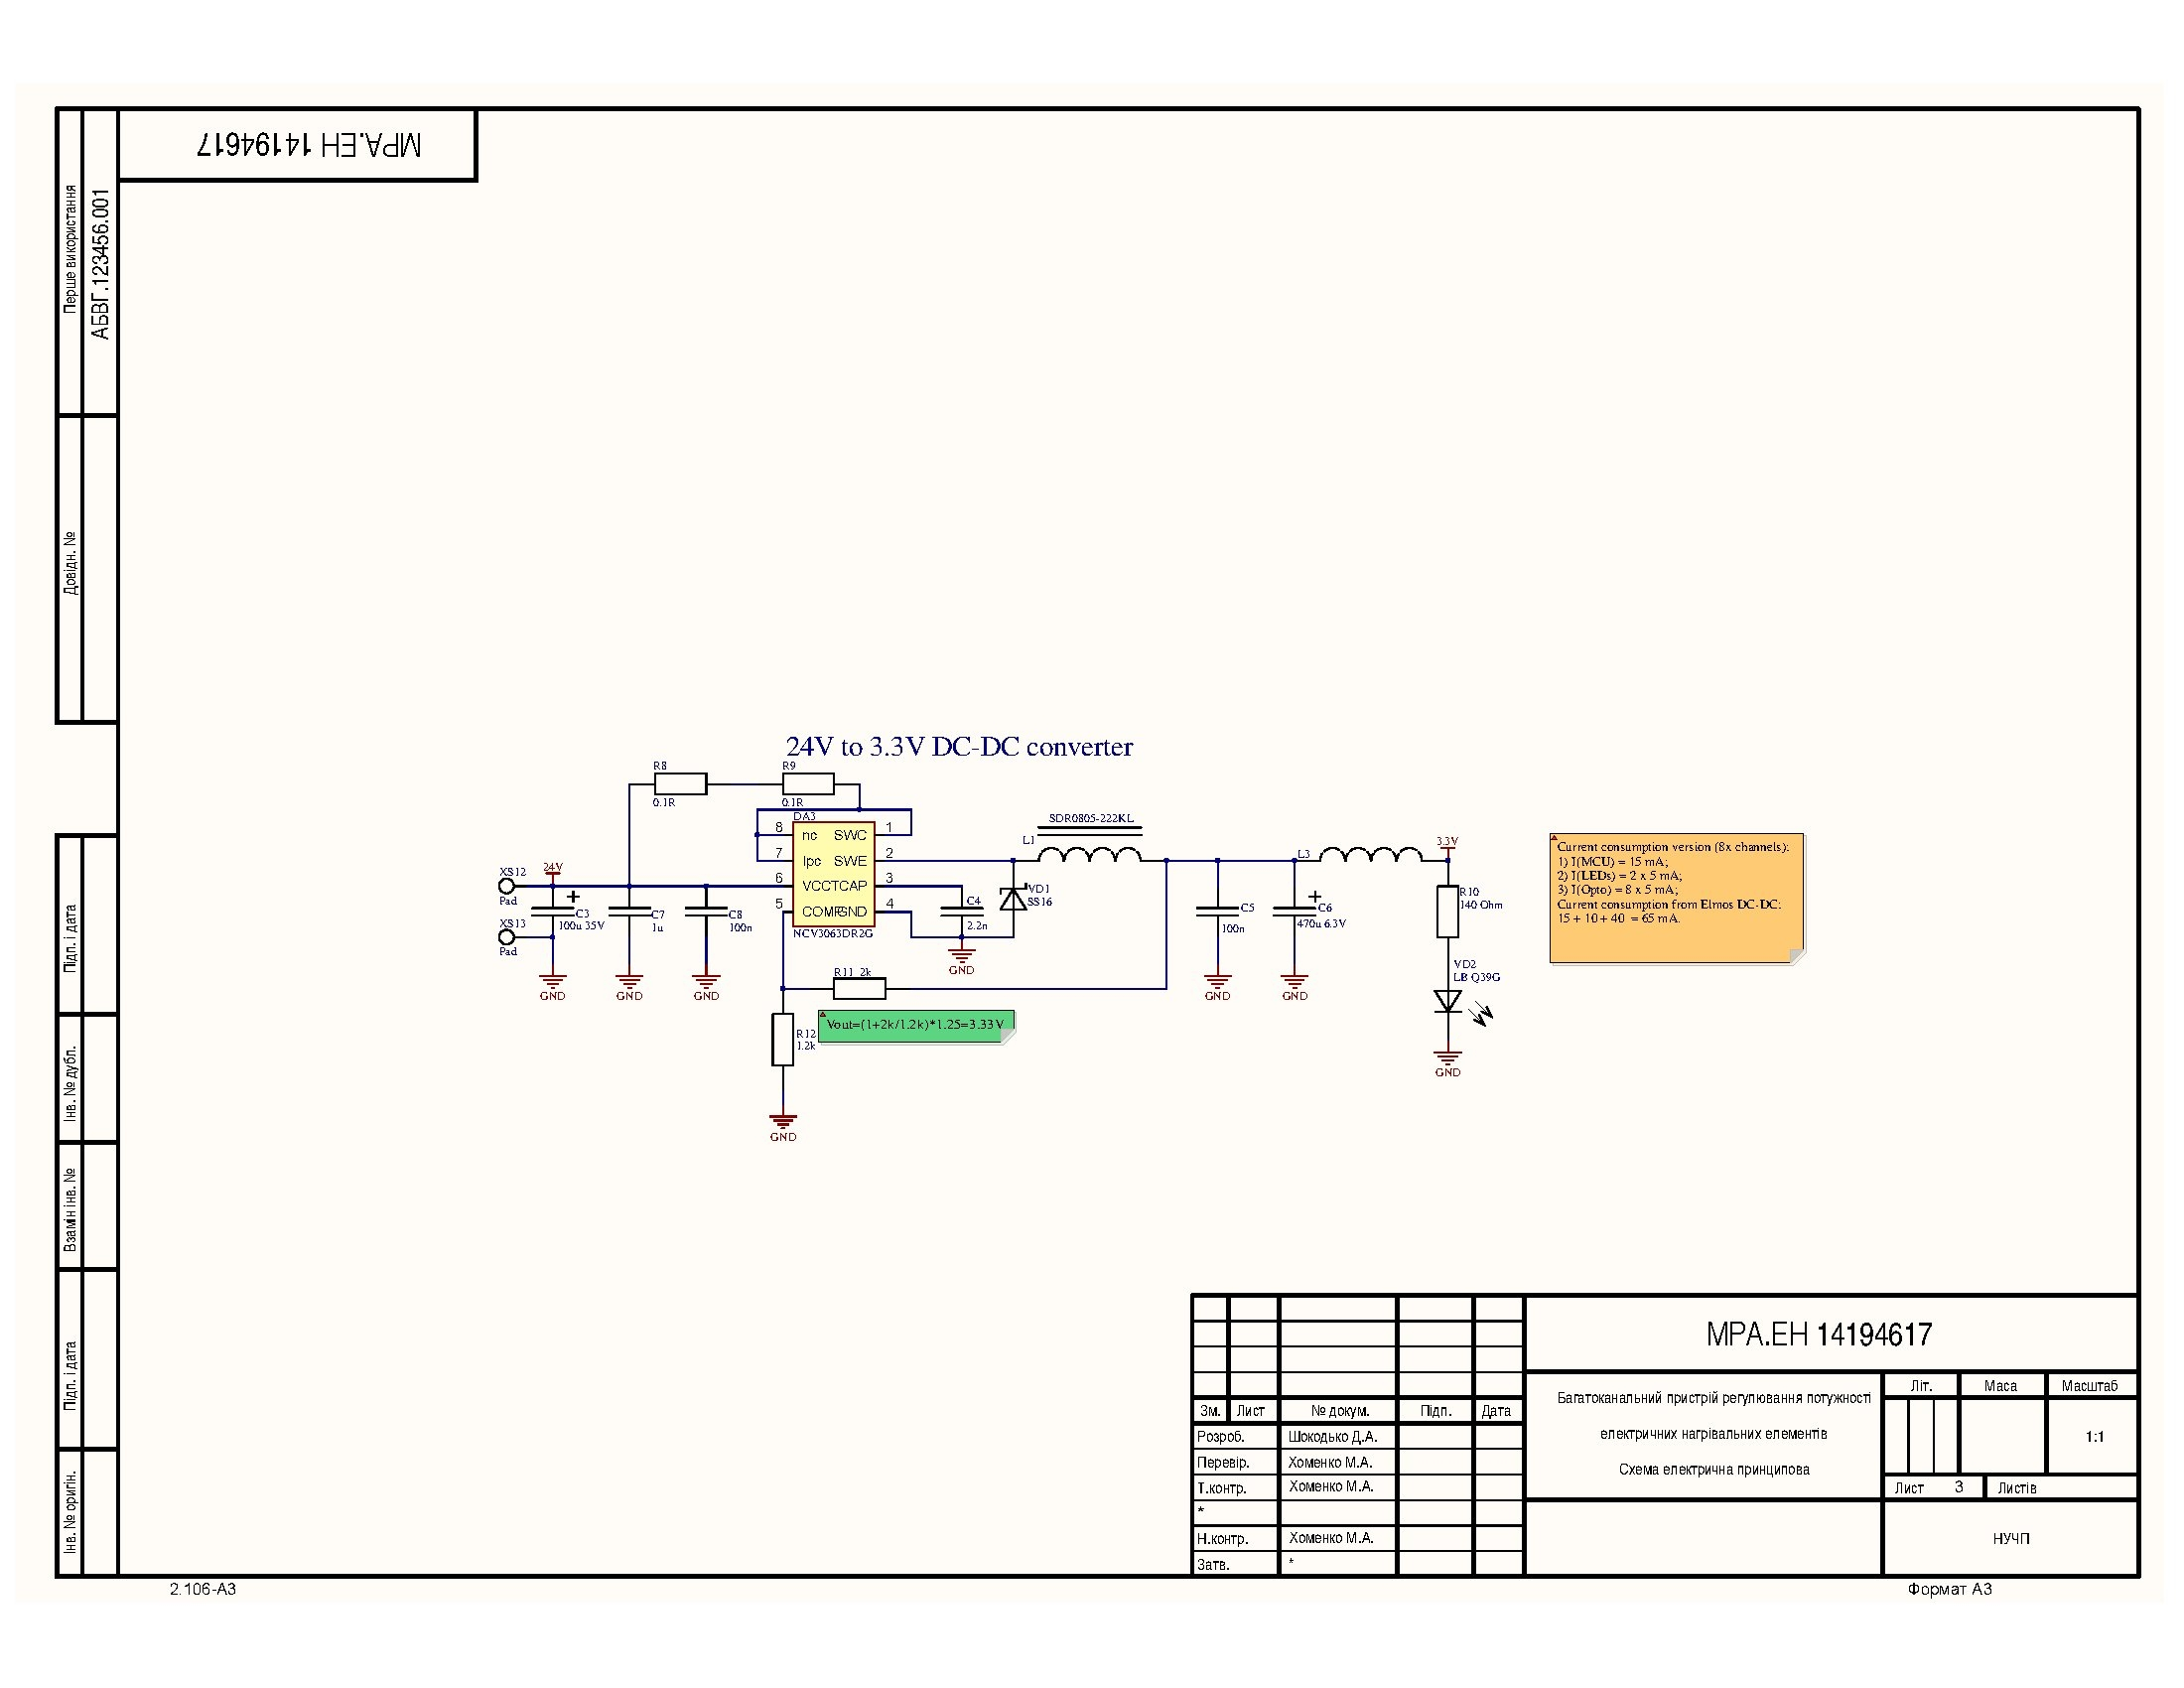 МРА.ЕН 14194617
Перше використання
АБВГ.123456.001
Довідн. №
Підп. і дата
Інв. № дубл.
Взамін інв. №
Підп. і дата
Інв. № оригін.
24V to 3.3V DC-DC converter
R8
0.1R
R9
0.1R
DA3
8 nc SWC 1
7 Ipc SWE 2
6 VCC TCAP 3
5 COMP GND 4
NCV3063DR2G
XS12
Pad
XS13
Pad
24V
C3
100u 35V
GND
C7
1u
GND
C8
100n
GND
C4
2.2n
GND
VD1
SS16
L1
SDR0805-222KL
R11 2k
R12
1.2k
GND
Vout=(1+2k/1.2k)*1.25=3.33V
C5
100n
GND
C6
470u 6.3V
GND
L3
3.3V
R10
140 Ohm
VD2
LB Q39G
GND
Current consumption version (8x channels):
1) I(MCU) = 15 mA;
2) I(LEDs) = 2 x 5 mA;
3) I(Opto) = 8 x 5 mA;
Current consumption from Elmos DC-DC:
15 + 10 + 40 = 65 mA.
МРА.ЕН 14194617
Багатоканальний пристрій регулювання потужності
електричних нагрівальних елементів
Схема електрична принципова
Літ. Маса Масштаб
1:1
Лист 3 Листів
НУЧП
Зм. Лист № докум. Підп. Дата
Розроб. Шокодько Д.А.
Перевір. Хоменко М.А.
Т.контр. Хоменко М.А.
*
Н.контр. Хоменко М.А.
Затв. *
2.106-А3
Формат А3